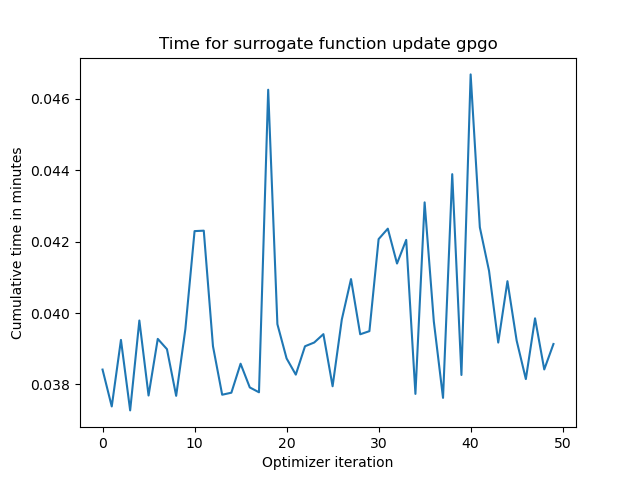 Time for surrogate function update gpgo
0.046
0.044
0.042
0.040
0.038
Cumulative time in minutes
0 10 20 30 40 50
Optimizer iteration